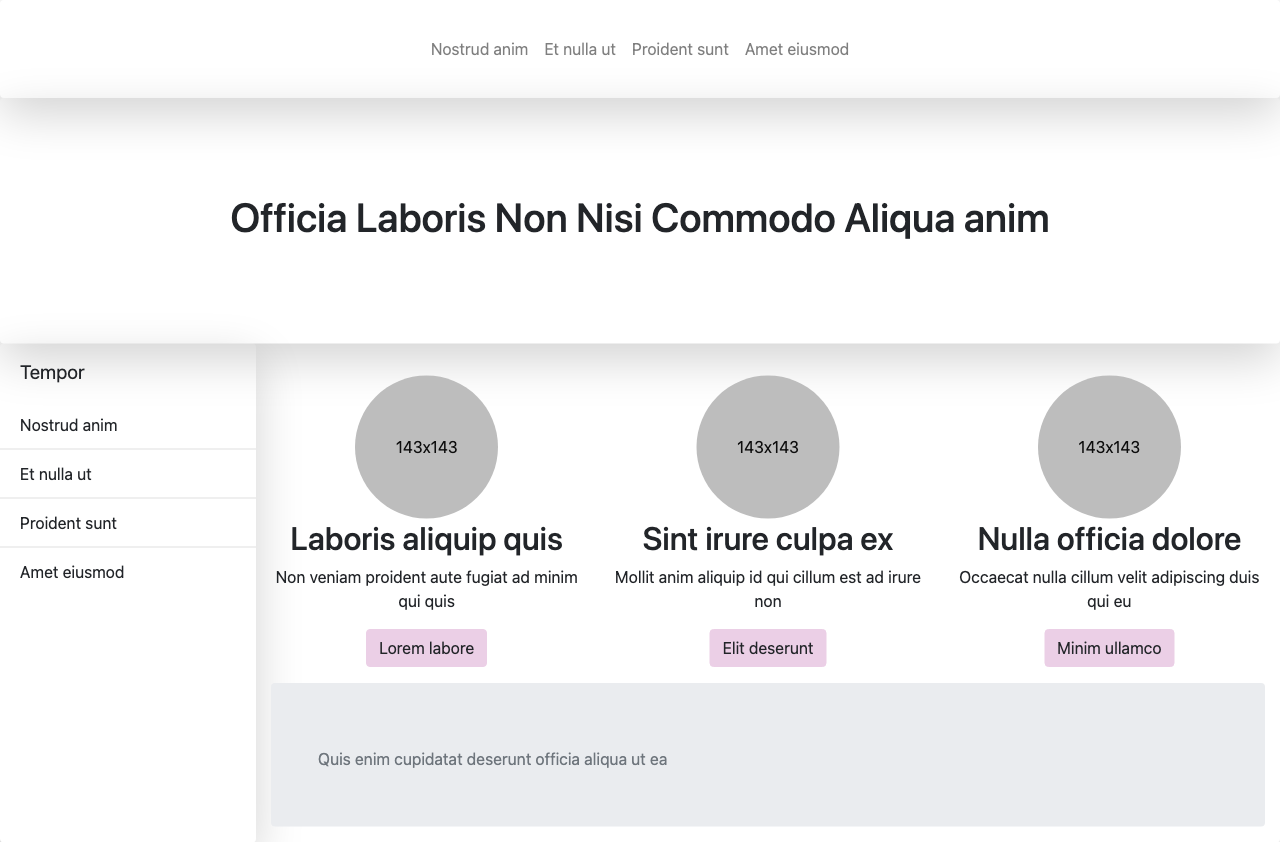 Nostrud anim Et nulla ut Proident sunt Amet eiusmod
Officia Laboris Non Nisi Commodo Aliqua anim
Tempor
Nostrud anim
Et nulla ut
Proident sunt
Amet eiusmod
143x143
Laboris aliquip quis
Non veniam proident aute fugiat ad minim
qui quis
Lorem labore
143x143
Sint irure culpa ex
Mollit anim aliquip id qui cillum est ad irure
non
Elit deserunt
143x143
Nulla officia dolore
Occaecat nulla cillum velit adipiscing duis
qui eu
Minim ullamco
Quis enim cupidatat deserunt officia aliqua ut ea